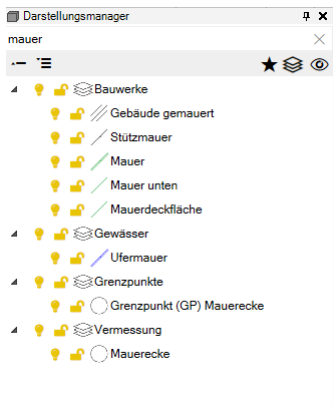 Darstellungsmanager
mauer
Bauwerke
Gebäude gemauert
Stützmauer
Mauer
Mauer unten
Mauerdeckfläche
Gewässer
Ufermauer
Grenzpunkte
Grenzpunkt (GP) Mauerecke
Vermessung
Mauerecke